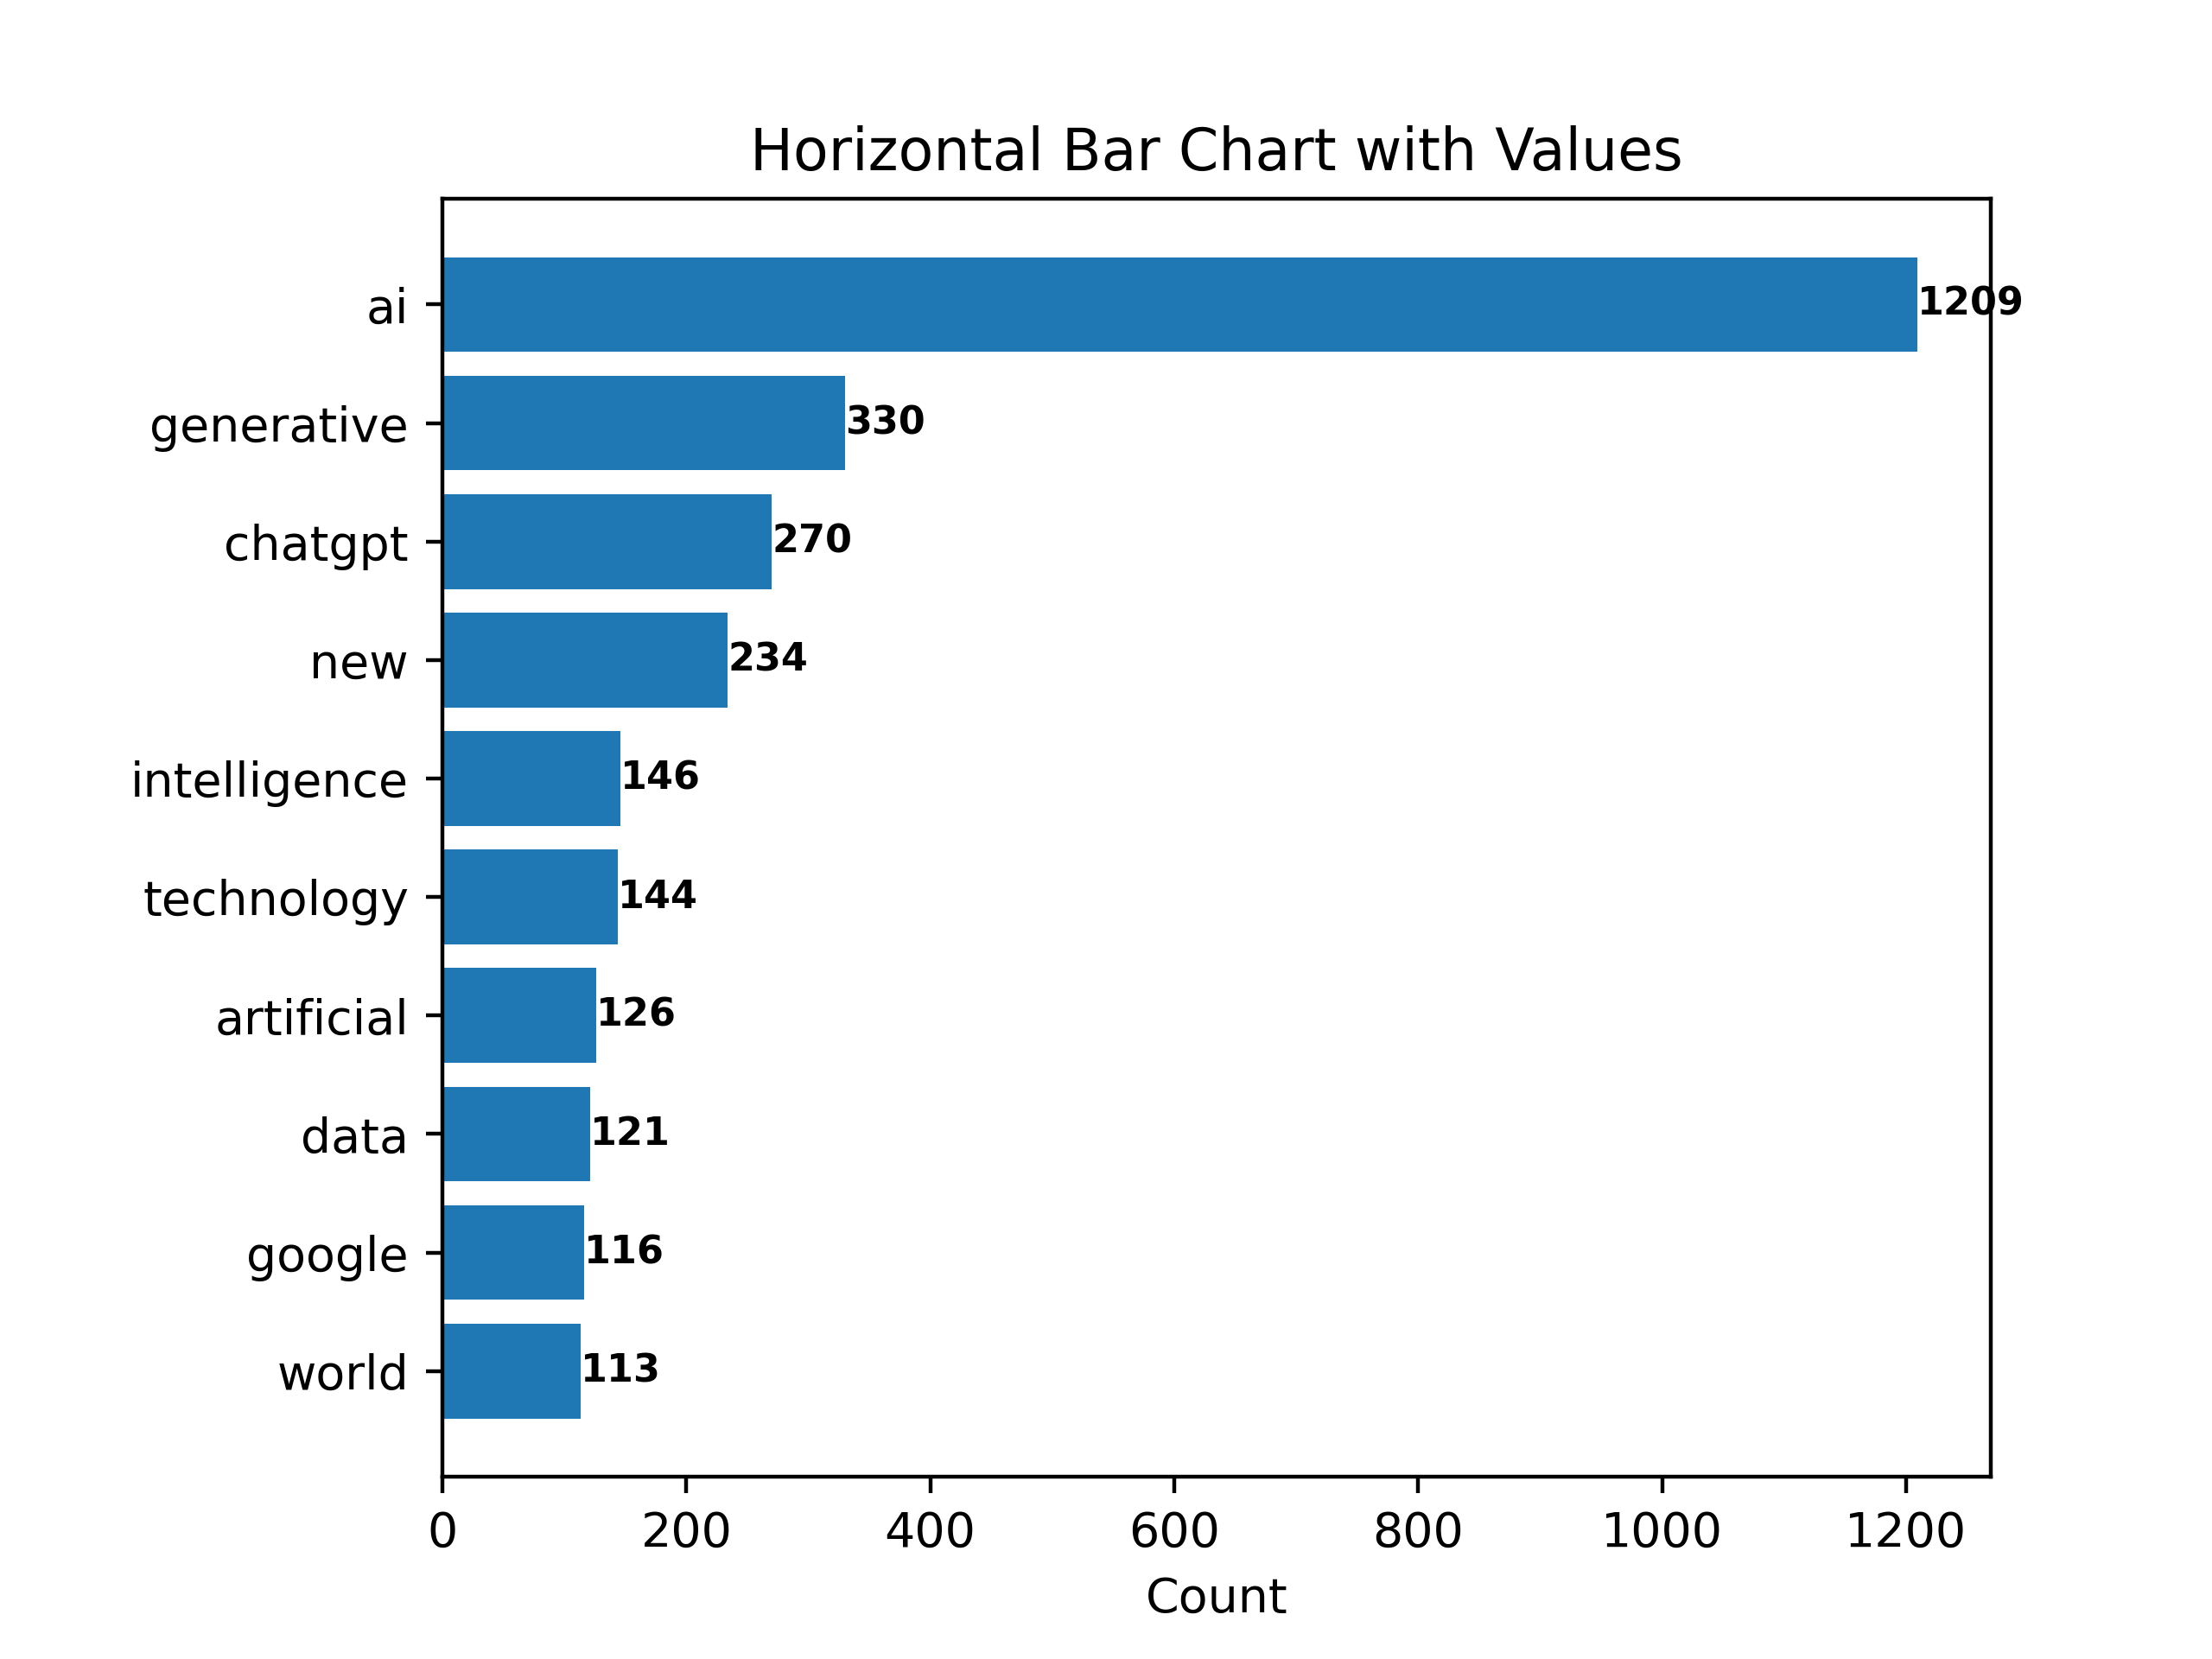 Horizontal Bar Chart with Values
ai 1209
generative 330
chatgpt 270
new 234
intelligence 146
technology 144
artificial 126
data 121
google 116
world 113
0 200 400 600 800 1000 1200
Count